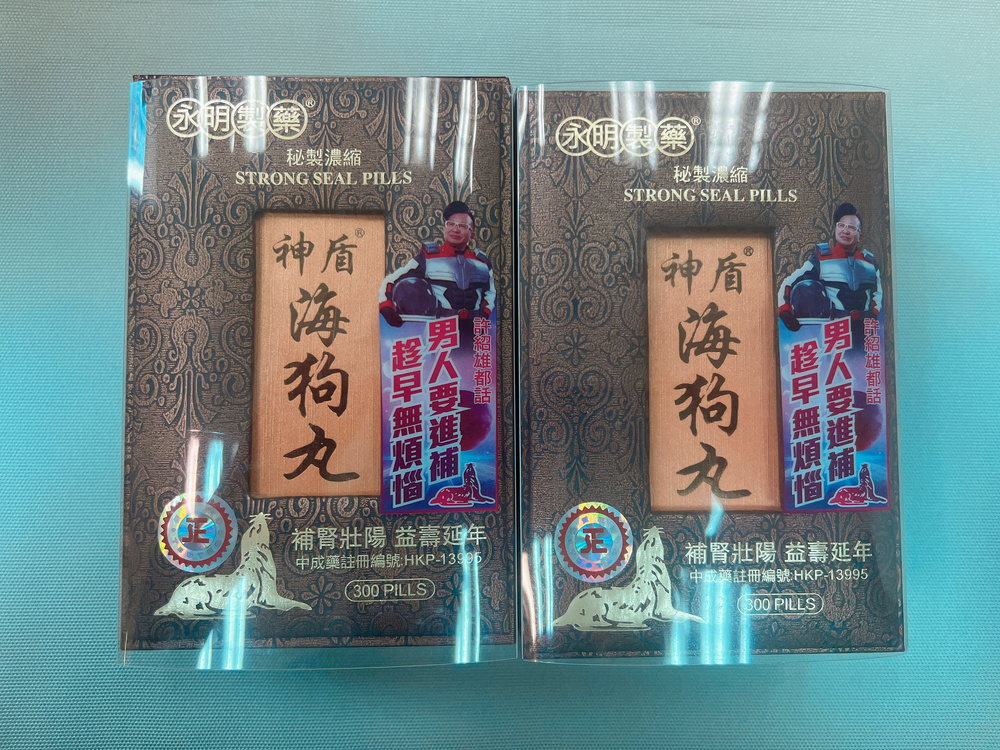 永明製藥®
秘製濃縮
STRONG SEAL PILLS
神盾®
海狗丸
許紹雄都話
男人要進補
趁早無煩惱
正
補腎壯陽 益壽延年
中成藥註冊編號:HKP-13995
300 PILLS
永明製藥®
秘製濃縮
STRONG SEAL PILLS
神盾®
海狗丸
許紹雄都話
男人要進補
趁早無煩惱
正
補腎壯陽 益壽延年
中成藥註冊編號:HKP-13995
300 PILLS